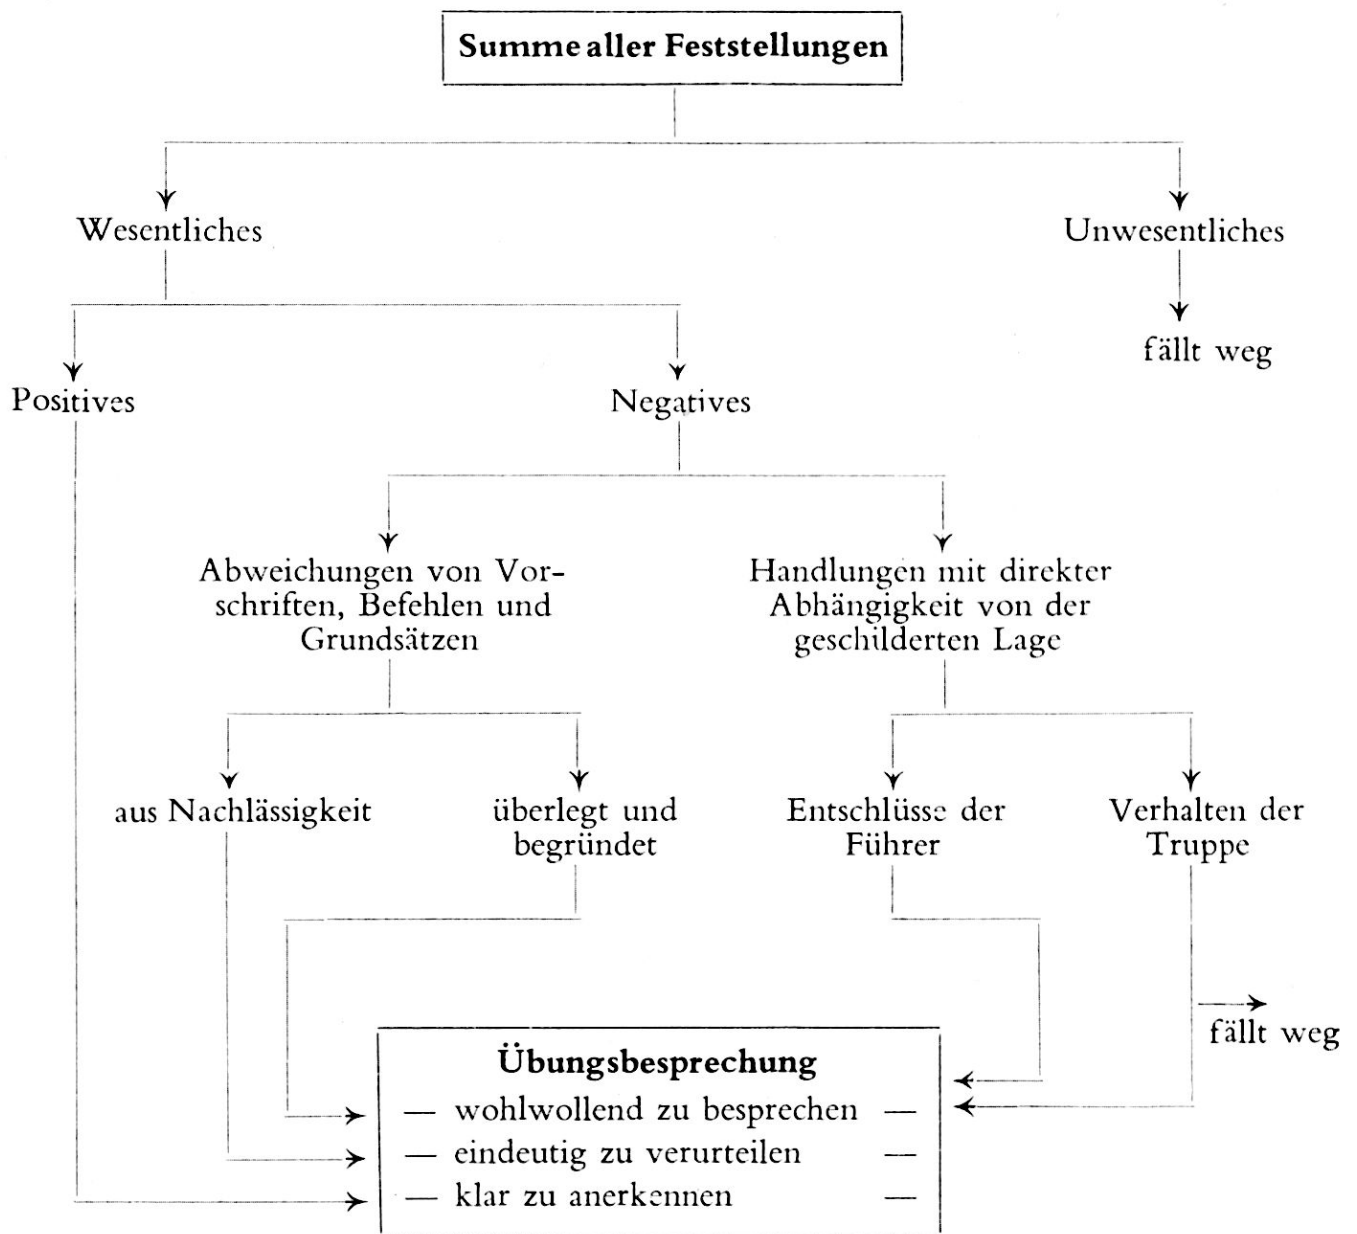 Summe aller Feststellungen
Wesentliches
Unwesentliches
fällt weg
Positives
Negatives
Abweichungen von Vor-
schriften, Befehlen und
Grundsätzen
Handlungen mit direkter
Abhängigkeit von der
geschilderten Lage
aus Nachlässigkeit
überlegt und
begründet
Entschlüsse der
Führer
Verhalten der
Truppe
fällt weg
Übungsbesprechung
— wohlwollend zu besprechen —
— eindeutig zu verurteilen —
— klar zu anerkennen —